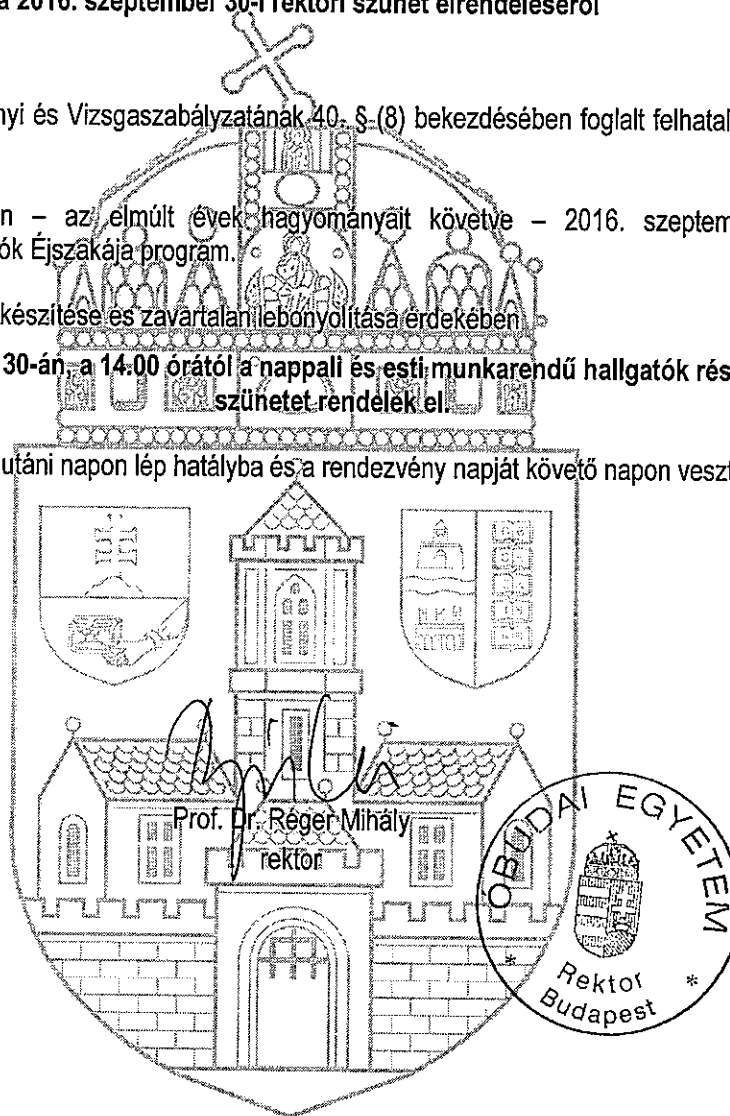 a 2016. szeptember 30-i rektori szünet elrendeléséről
nyi és Vizsgaszabályzatának 40. § (8) bekezdésében foglalt felhatal
n – az elmúlt évek hagyományait követve – 2016. szeptem
ók Éjszakája program.
készítése és zavartalan lebonyolítása érdekében
30-án, a 14.00 órától a nappali és esti munkarendű hallgatók rés
szünetet rendelek el.
utáni napon lép hatályba és a rendezvény napját követő napon veszt
Prof. Dr. Réger Mihály
rektor
ÓBUDAI EGYETEM
Rektor
* *
Budapest